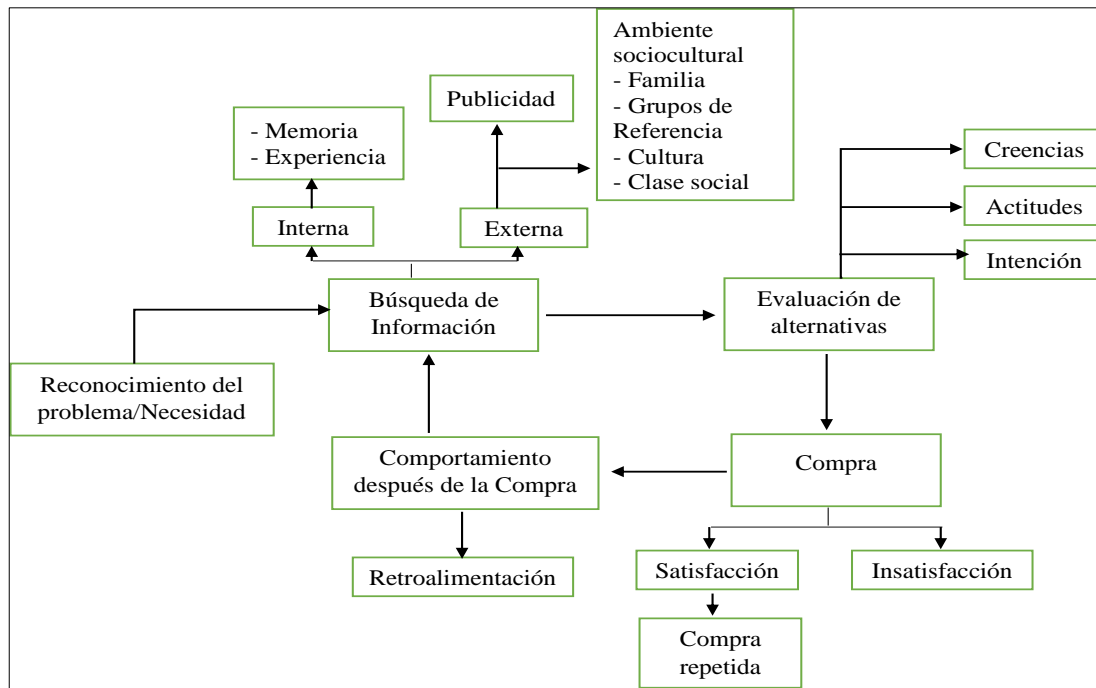 Ambiente
sociocultural
- Familia
- Grupos de
Referencia
- Cultura
- Clase social
Publicidad
- Memoria
- Experiencia
Creencias
Actitudes
Intención
Interna
Externa
Búsqueda de
Información
Evaluación de
alternativas
Reconocimiento del
problema/Necesidad
Comportamiento
después de la Compra
Compra
Retroalimentación
Satisfacción
Insatisfacción
Compra
repetida